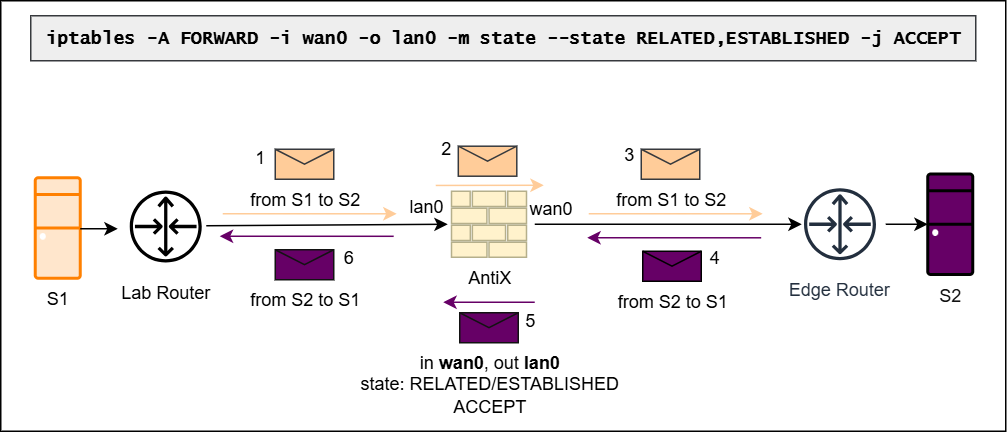 iptables -A FORWARD -i wan0 -o lan0 -m state --state RELATED,ESTABLISHED -j ACCEPT
1
2
3
from S1 to S2
from S1 to S2
lan0
wan0
6
4
AntiX
S1
Lab Router
from S2 to S1
from S2 to S1
Edge Router
S2
5
in wan0, out lan0
state: RELATED/ESTABLISHED
ACCEPT